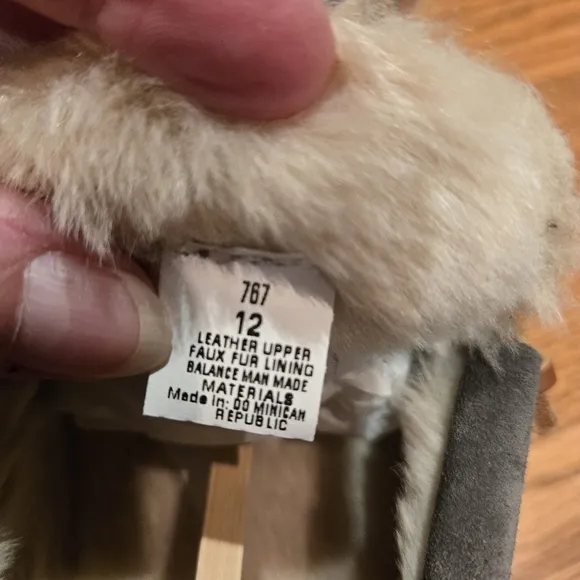 767
12
LEATHER UPPER
FAUX FUR LINING
BALANCE MAN MADE
MATERIALS
Made in: DO MINICAN
REPUBLIC